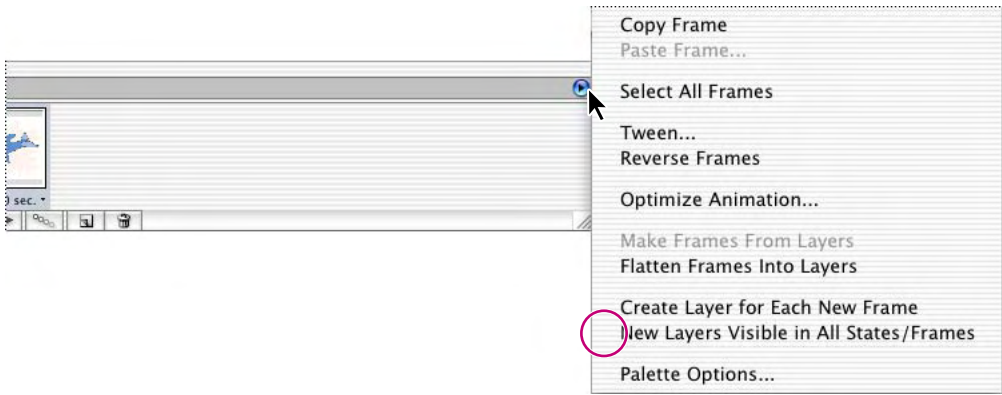 Copy Frame
Paste Frame...
Select All Frames
Tween...
Reverse Frames
Optimize Animation...
Make Frames From Layers
Flatten Frames Into Layers
Create Layer for Each New Frame
New Layers Visible in All States/Frames
Palette Options...
sec.